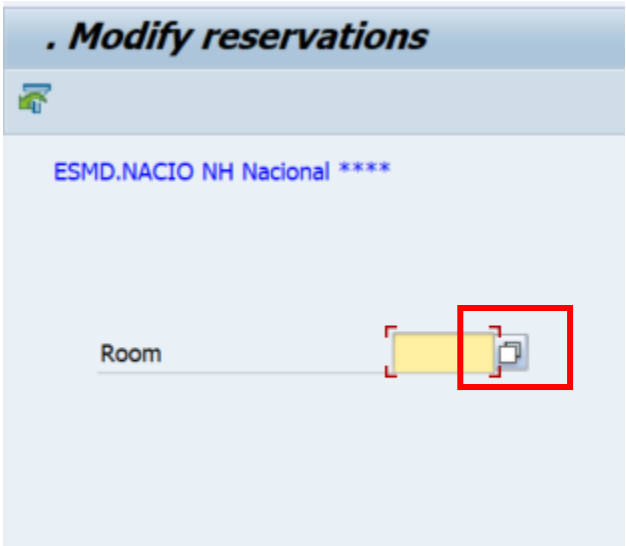 . Modify reservations
ESMD.NACIO NH Nacional ****
Room